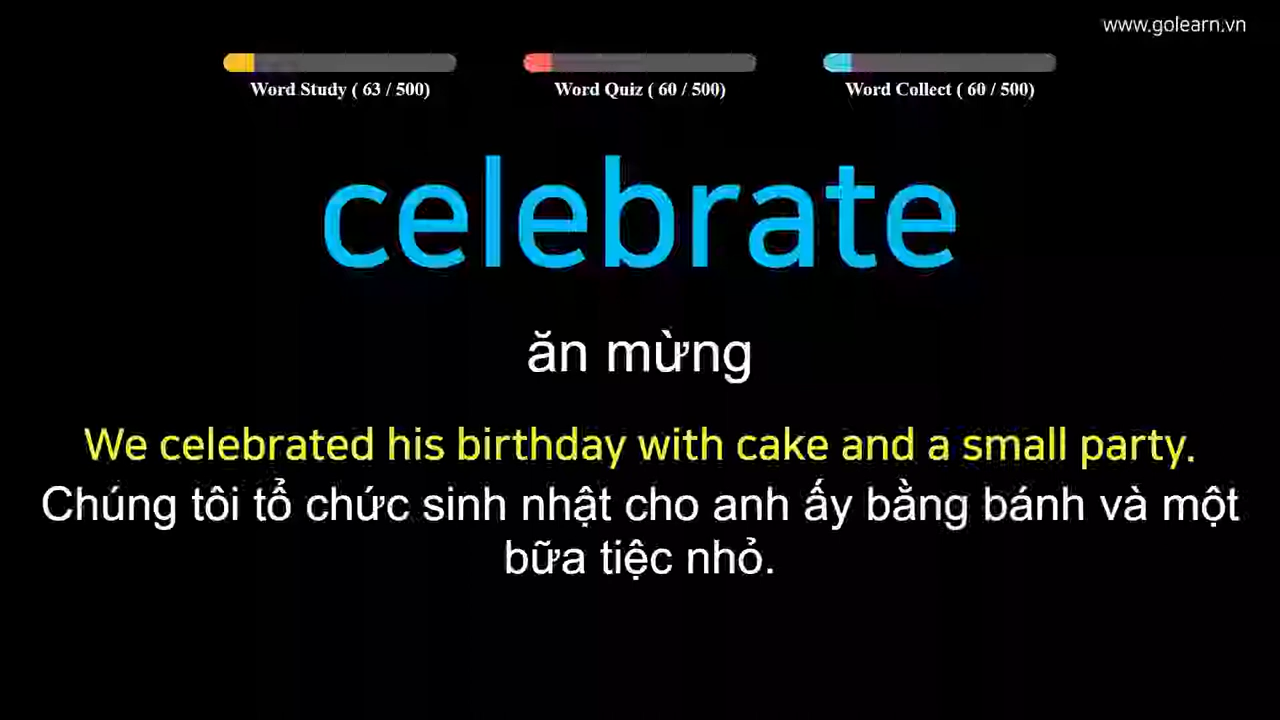 www.golearn.vn
Word Study ( 63 / 500)
Word Quiz ( 60 / 500)
Word Collect ( 60 / 500)
celebrate
ăn mừng
We celebrated his birthday with cake and a small party.
Chúng tôi tổ chức sinh nhật cho anh ấy bằng bánh và một
bữa tiệc nhỏ.